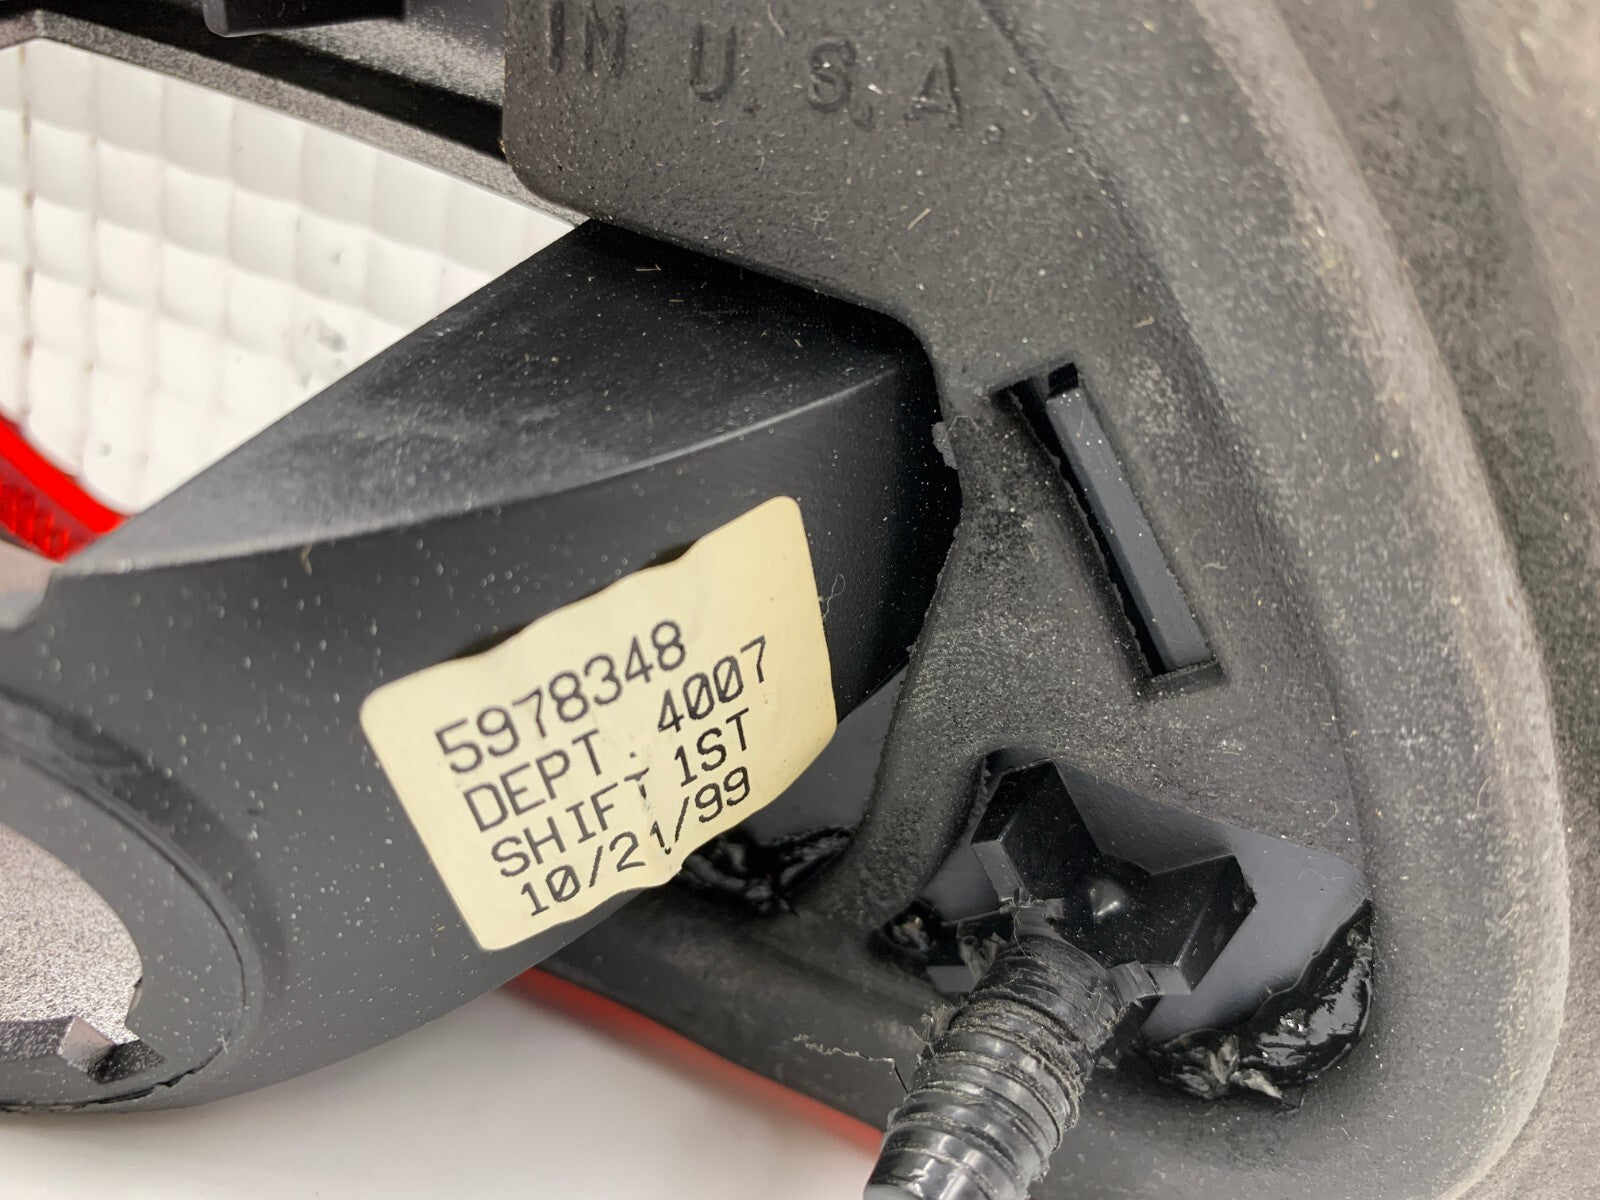 IN U.S.A.
5978348
DEPT. 4007
SHIFT 1ST
10/21/99